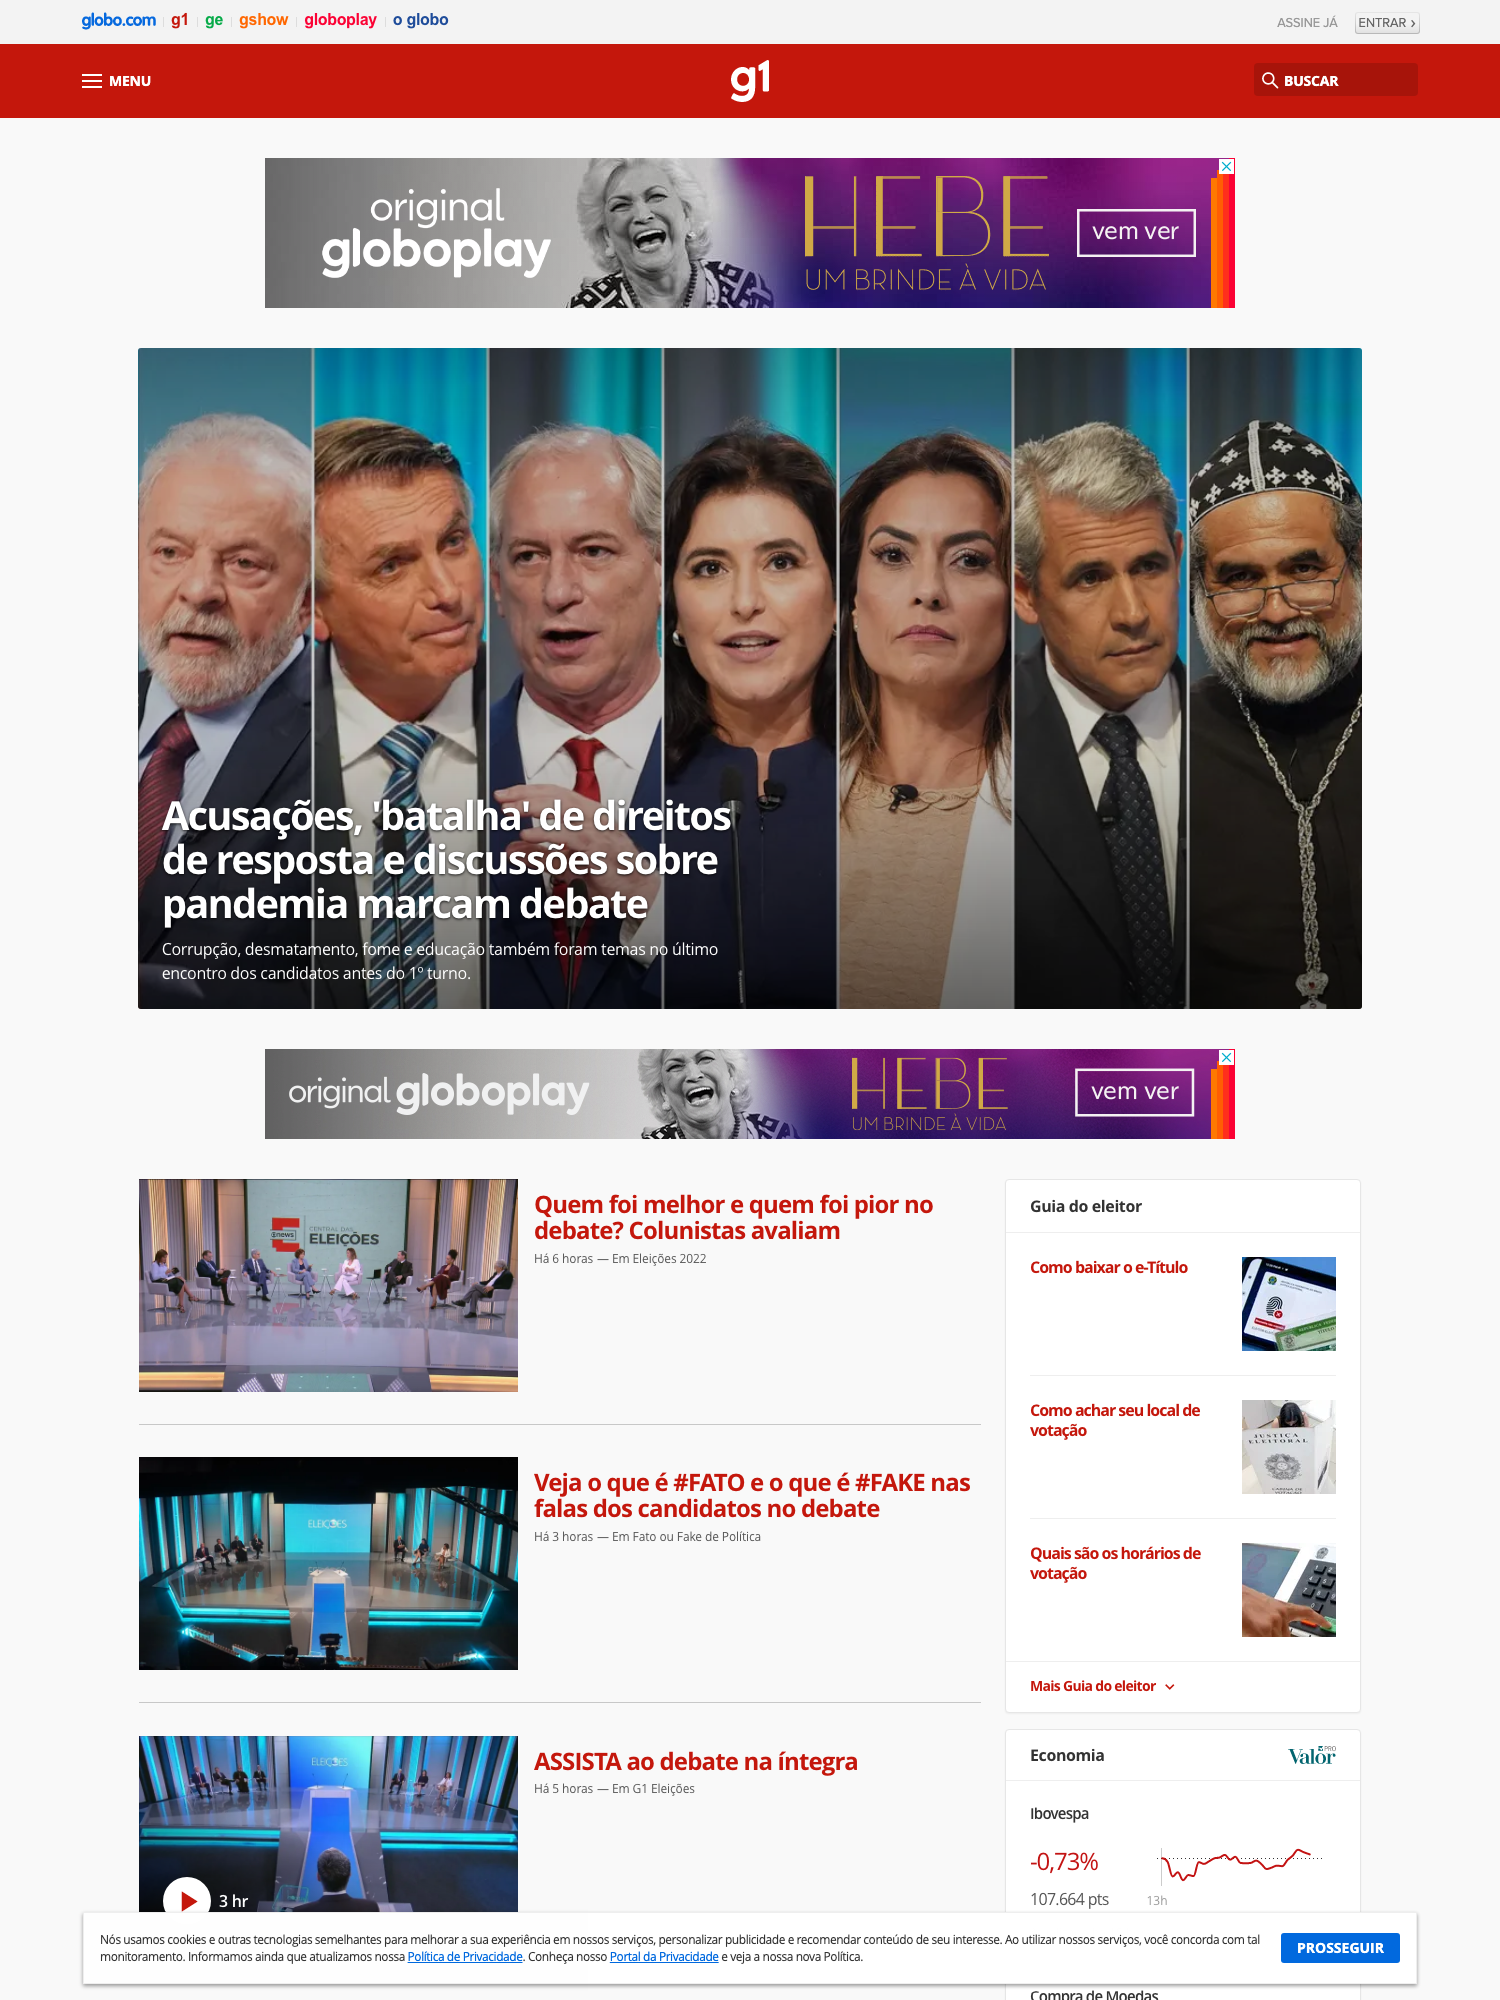 globo.com g1 ge gshow globoplay o globo ASSINE JÁ ENTRAR ›
MENU g1 BUSCAR
original
globoplay
HEBE
UM BRINDE À VIDA
vem ver
Acusações, 'batalha' de direitos
de resposta e discussões sobre
pandemia marcam debate
Corrupção, desmatamento, fome e educação também foram temas no último
encontro dos candidatos antes do 1º turno.
original globoplay
HEBE
UM BRINDE À VIDA
vem ver
CENTRAL DAS
news ELEIÇÕES
Quem foi melhor e quem foi pior no
debate? Colunistas avaliam
Há 6 horas — Em Eleições 2022
ELEIÇÕES
Veja o que é #FATO e o que é #FAKE nas
falas dos candidatos no debate
Há 3 horas — Em Fato ou Fake de Política
ELEIÇÕES
3 hr
ASSISTA ao debate na íntegra
Há 5 horas — Em G1 Eleições
Guia do eleitor
Como baixar o e-Título
Como achar seu local de
votação
JUSTIÇA
ELEITORAL
Quais são os horários de
votação
Mais Guia do eleitor
Economia
Valor PRO
Ibovespa
-0,73%
107.664 pts
13h
Nós usamos cookies e outras tecnologias semelhantes para melhorar a sua experiência em nossos serviços, personalizar publicidade e recomendar conteúdo de seu interesse. Ao utilizar nossos serviços, você concorda com tal
monitoramento. Informamos ainda que atualizamos nossa Política de Privacidade. Conheça nosso Portal da Privacidade e veja a nossa nova Política.
PROSSEGUIR
Compra de Moedas